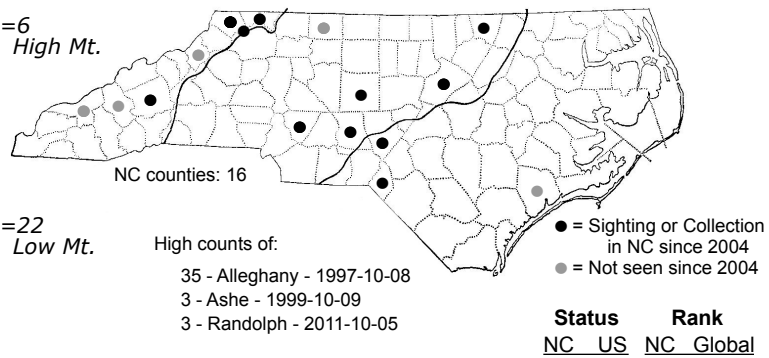 =6
High Mt.
NC counties: 16
=22
Low Mt.
High counts of:
35 - Alleghany - 1997-10-08
3 - Ashe - 1999-10-09
3 - Randolph - 2011-10-05
● = Sighting or Collection
in NC since 2004
● = Not seen since 2004
Status Rank
NC US NC Global